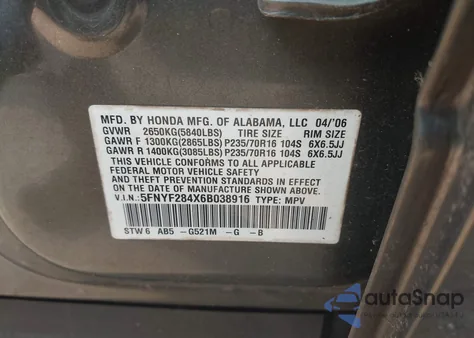 MFD. BY HONDA MFG. OF ALABAMA, LLC 04/'06
GVWR 2650KG(5840LBS) TIRE SIZE RIM SIZE
GAWR F 1300KG(2865LBS) P235/70R16 104S 6X6.5JJ
GAWR R 1400KG(3085LBS) P235/70R16 104S 6X6.5JJ
THIS VEHICLE CONFORMS TO ALL APPLICABLE
FEDERAL MOTOR VEHICLE SAFETY AND BUMPER
STANDARDS IN EFFECT ON THE DATE OF
MANUFACTURE SHOWN ABOVE.
V.I.N.: 5FNYF284X6B038916 TYPE: MPV
STW 6 AB5 -G521M -G -B
autoSnap